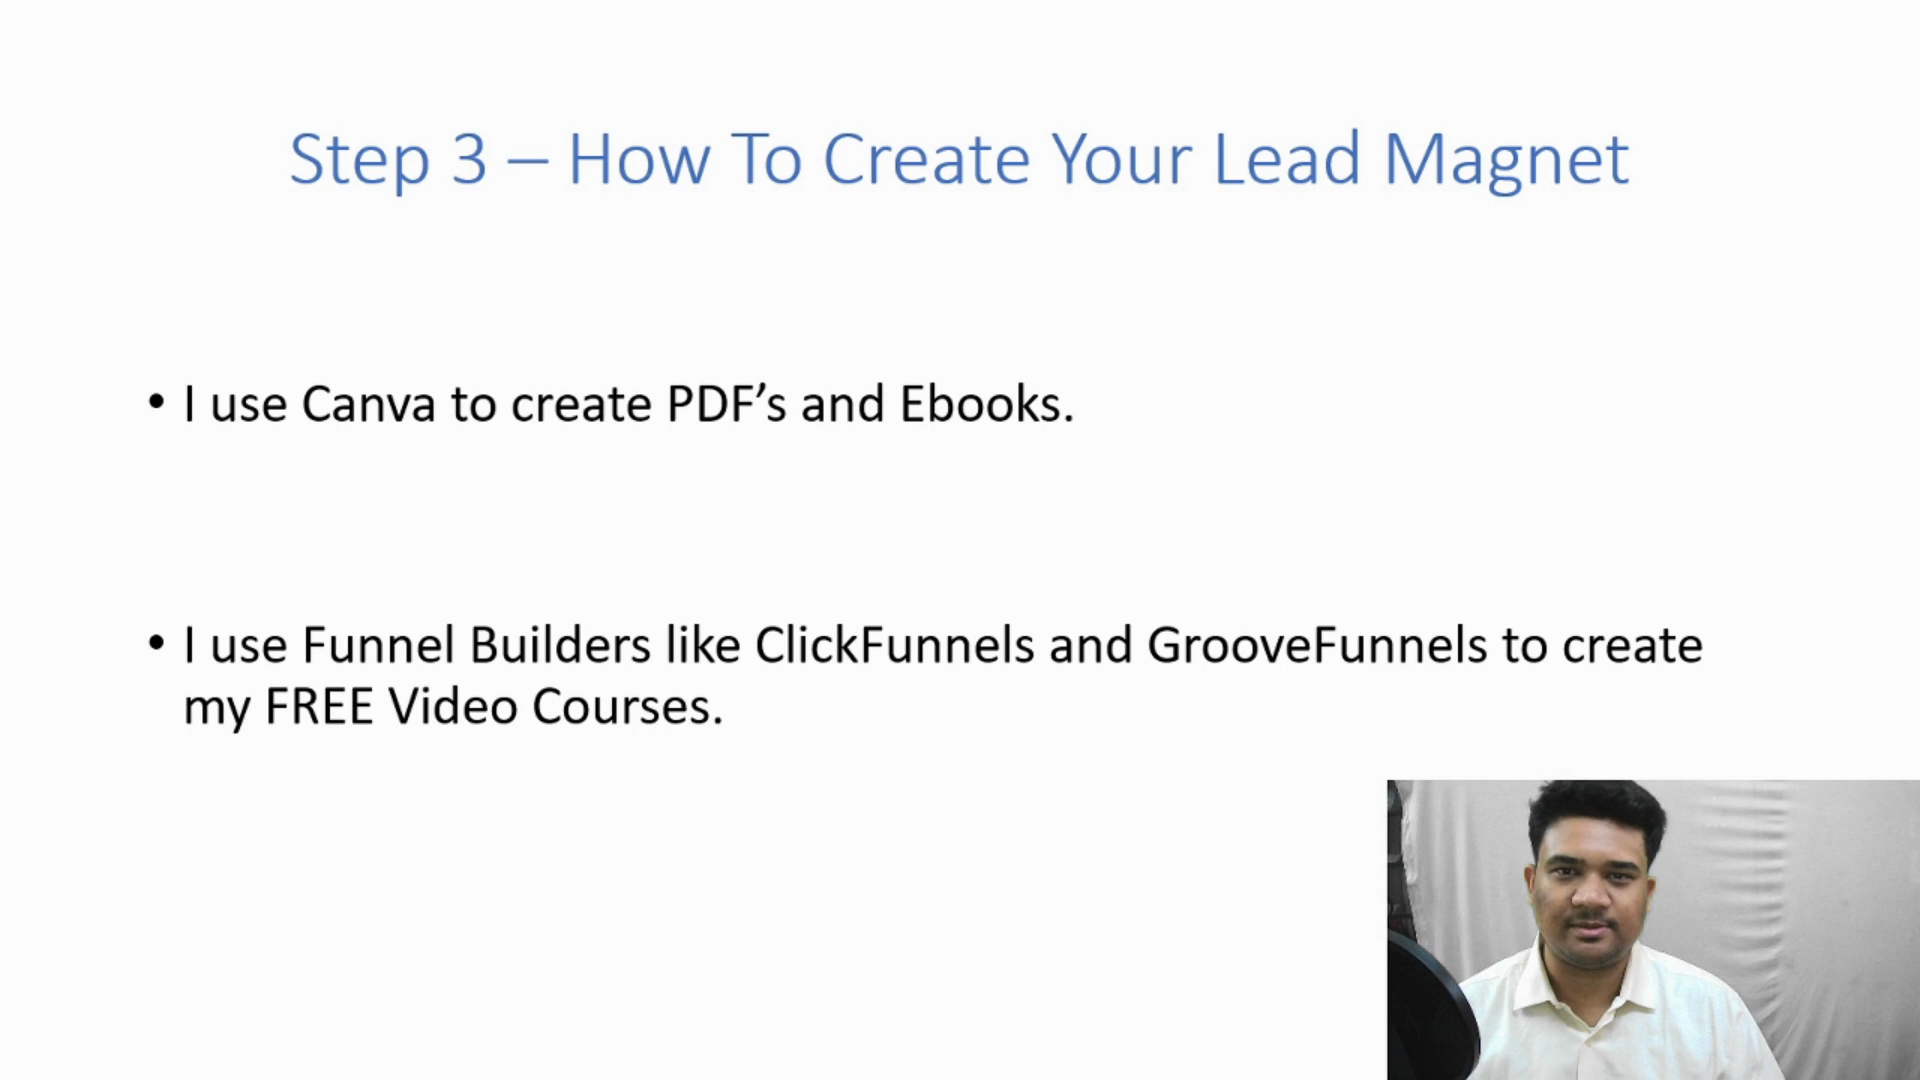 Step 3 – How To Create Your Lead Magnet
• I use Canva to create PDF’s and Ebooks.
• I use Funnel Builders like ClickFunnels and GrooveFunnels to create
my FREE Video Courses.